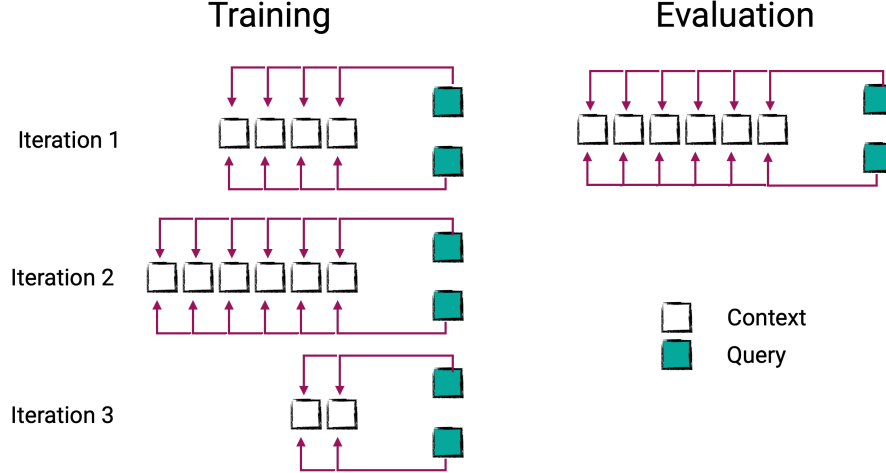 Training
Evaluation
Iteration 1
Iteration 2
Iteration 3
Context
Query